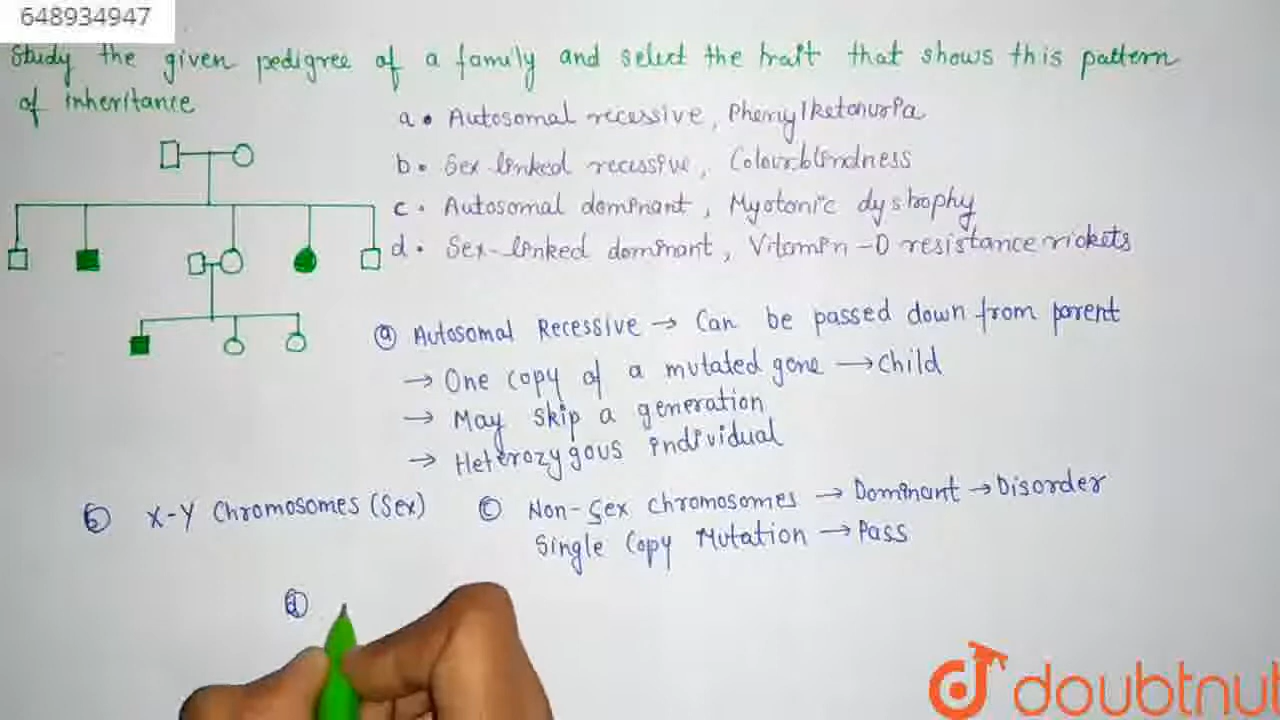 648934947
Study the given pedigree of a family and select the trait that shows this pattern
of inheritance
a. Autosomal recessive, Phenylketonuria
b. Sex linked recessive, Colourblindness
c. Autosomal dominant, Myotonic dystrophy
d. Sex-linked dominant, Vitamin-D resistance rickets
(a) Autosomal Recessive → Can be passed down from parent
→ One copy of a mutated gene → Child
→ May skip a generation
→ Heterozygous individual
(b) X-Y Chromosomes (Sex)
(c) Non-Sex chromosomes → Dominant → Disorder
Single Copy Mutation → Pass
(d)
doubtnut